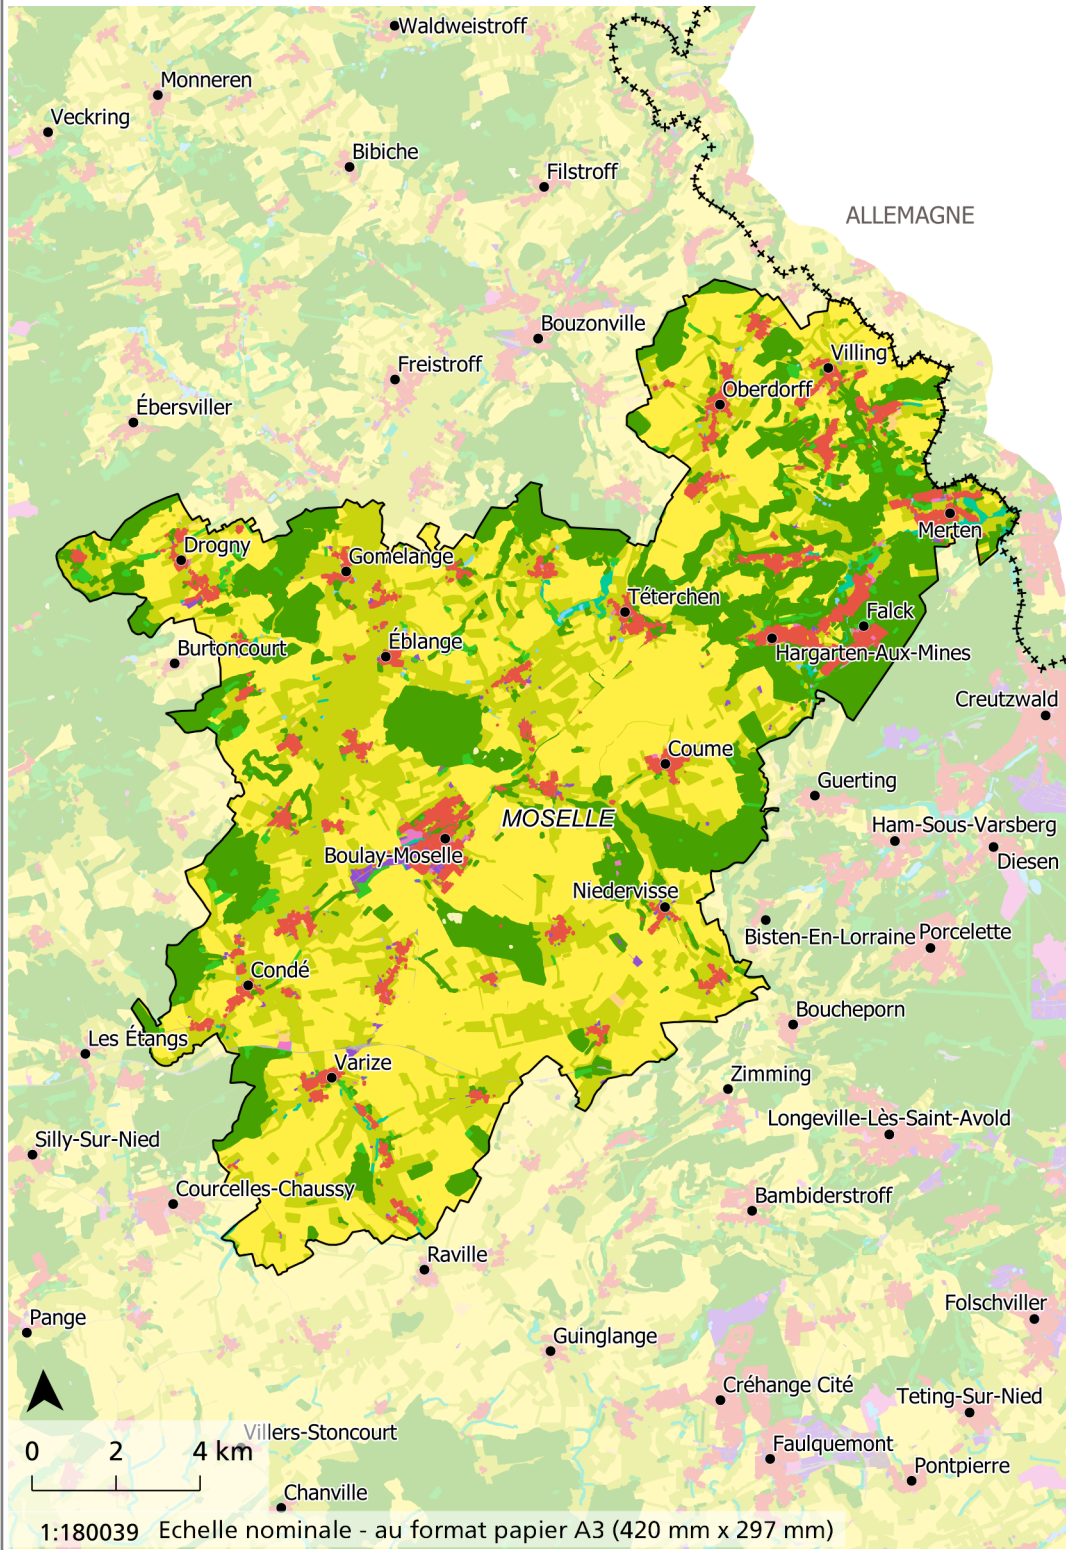 Waldweistroff
Monneren
Veckring
Bibiche
Filstroff
ALLEMAGNE
Bouzonville
Villing
Freistroff
Oberdorff
Ébersviller
Merten
Drogny
Gomelange
Téterchen
Falck
Burtoncourt
Éblange
Hargarten-Aux-Mines
Creutzwald
Coume
Guerting
MOSELLE
Ham-Sous-Varsberg
Boulay-Moselle
Diesen
Niedervisse
Bisten-En-Lorraine
Porcelette
Condé
Boucheporn
Les Étangs
Varize
Zimming
Longeville-Lès-Saint-Avold
Silly-Sur-Nied
Courcelles-Chaussy
Bambiderstroff
Raville
Folschviller
Pange
Guinglange
Créhange Cité
Teting-Sur-Nied
Villers-Stoncourt
Faulquemont
0 2 4 km
Pontpierre
Chanville
1:180039 Echelle nominale - au format papier A3 (420 mm x 297 mm)